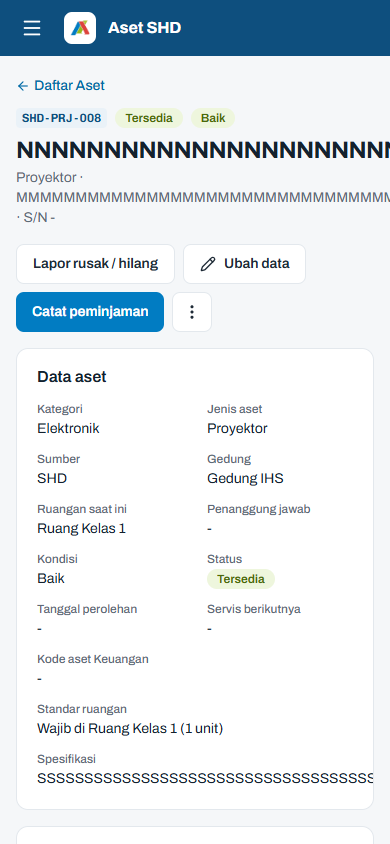 Aset SHD
Daftar Aset
SHD-PRJ-008 Tersedia Baik
NNNNNNNNNNNNNNNNNNNNNNN
Proyektor ·
MMMMMMMMMMMMMMMMMMMMMMMMMMMMMM
· S/N -
Lapor rusak / hilang Ubah data
Catat peminjaman
Data aset
Kategori Jenis aset
Elektronik Proyektor
Sumber Gedung
SHD Gedung IHS
Ruangan saat ini Penanggung jawab
Ruang Kelas 1 -
Kondisi Status
Baik Tersedia
Tanggal perolehan Servis berikutnya
- -
Kode aset Keuangan
-
Standar ruangan
Wajib di Ruang Kelas 1 (1 unit)
Spesifikasi
SSSSSSSSSSSSSSSSSSSSSSSSSSSSSSSSSSSS